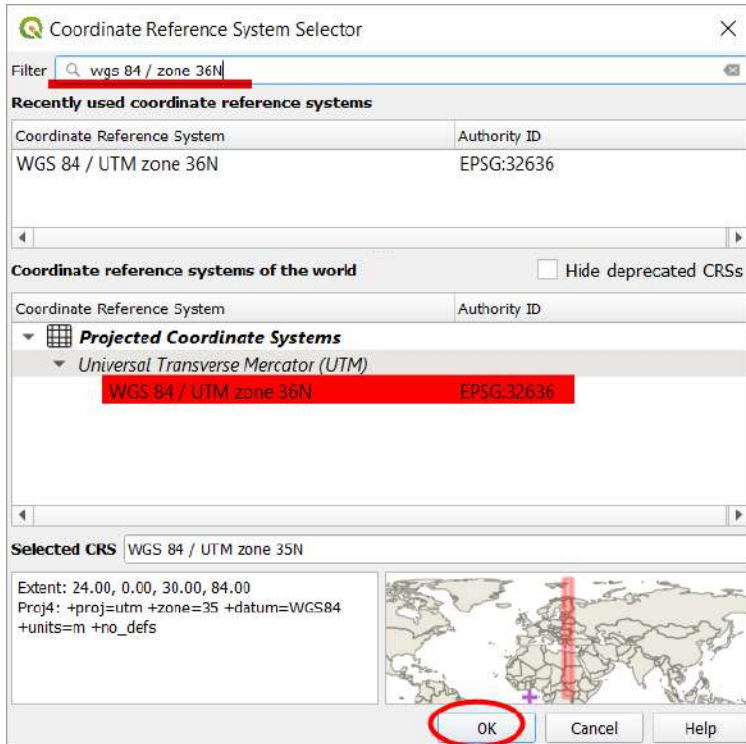 Coordinate Reference System Selector
Filter wgs 84 / zone 36N
Recently used coordinate reference systems
Coordinate Reference System Authority ID
WGS 84 / UTM zone 36N EPSG:32636
Coordinate reference systems of the world Hide deprecated CRSs
Coordinate Reference System Authority ID
Projected Coordinate Systems
Universal Transverse Mercator (UTM)
WGS 84 / UTM zone 36N EPSG:32636
Selected CRS WGS 84 / UTM zone 35N
Extent: 24.00, 0.00, 30.00, 84.00
Proj4: +proj=utm +zone=35 +datum=WGS84
+units=m +no_defs
OK Cancel Help